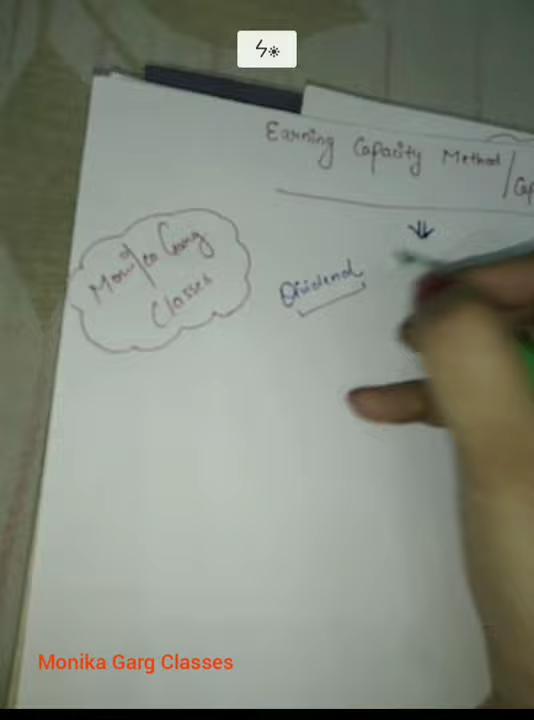 Earning Capacity Method /
Monika Garg
Classes
Dividend
Monika Garg Classes